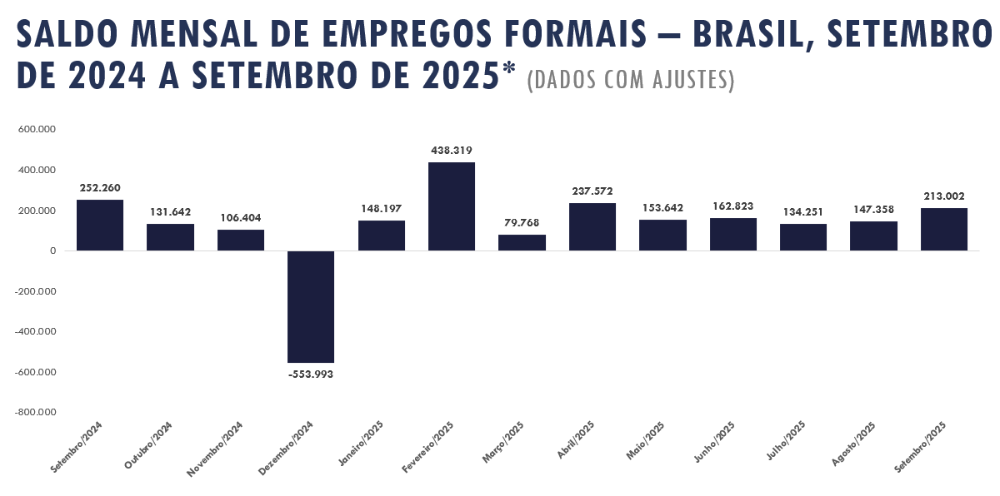 SALDO MENSAL DE EMPREGOS FORMAIS – BRASIL, SETEMBRO
DE 2024 A SETEMBRO DE 2025* (DADOS COM AJUSTES)
600.000
400.000
200.000
0
-200.000
-400.000
-600.000
-800.000
252.260
131.642
106.404
-553.993
148.197
438.319
79.768
237.572
153.642
162.823
134.251
147.358
213.002
Setembro/2024
Outubro/2024
Novembro/2024
Dezembro/2024
Janeiro/2025
Fevereiro/2025
Março/2025
Abril/2025
Maio/2025
Junho/2025
Julho/2025
Agosto/2025
Setembro/2025